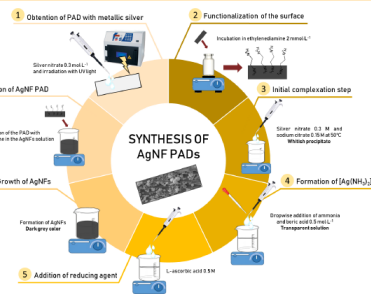 1 Obtention of PAD with metallic silver
Silver nitrate 0.3 mol L⁻¹
and irradiation with UV light
2 Functionalization of the surface
Incubation in ethylenediamine 2 mmol L⁻¹
3 Initial complexation step
Silver nitrate 0.3 M and
sodium citrate 0.15 M at 50°C
Whitish precipitate
4 Formation of [Ag(NH₃)₂]
Dropwise addition of ammonia
and boric acid 0.5 mol L⁻¹
Transparent solution
5 Addition of reducing agent
L-ascorbic acid 0.5 M
rowth of AgNFs
Formation of AgNFs
Dark grey color
on of AgNF PAD
on of the PAD with
ne in the AgNFs solution
SYNTHESIS OF
AgNF PADs